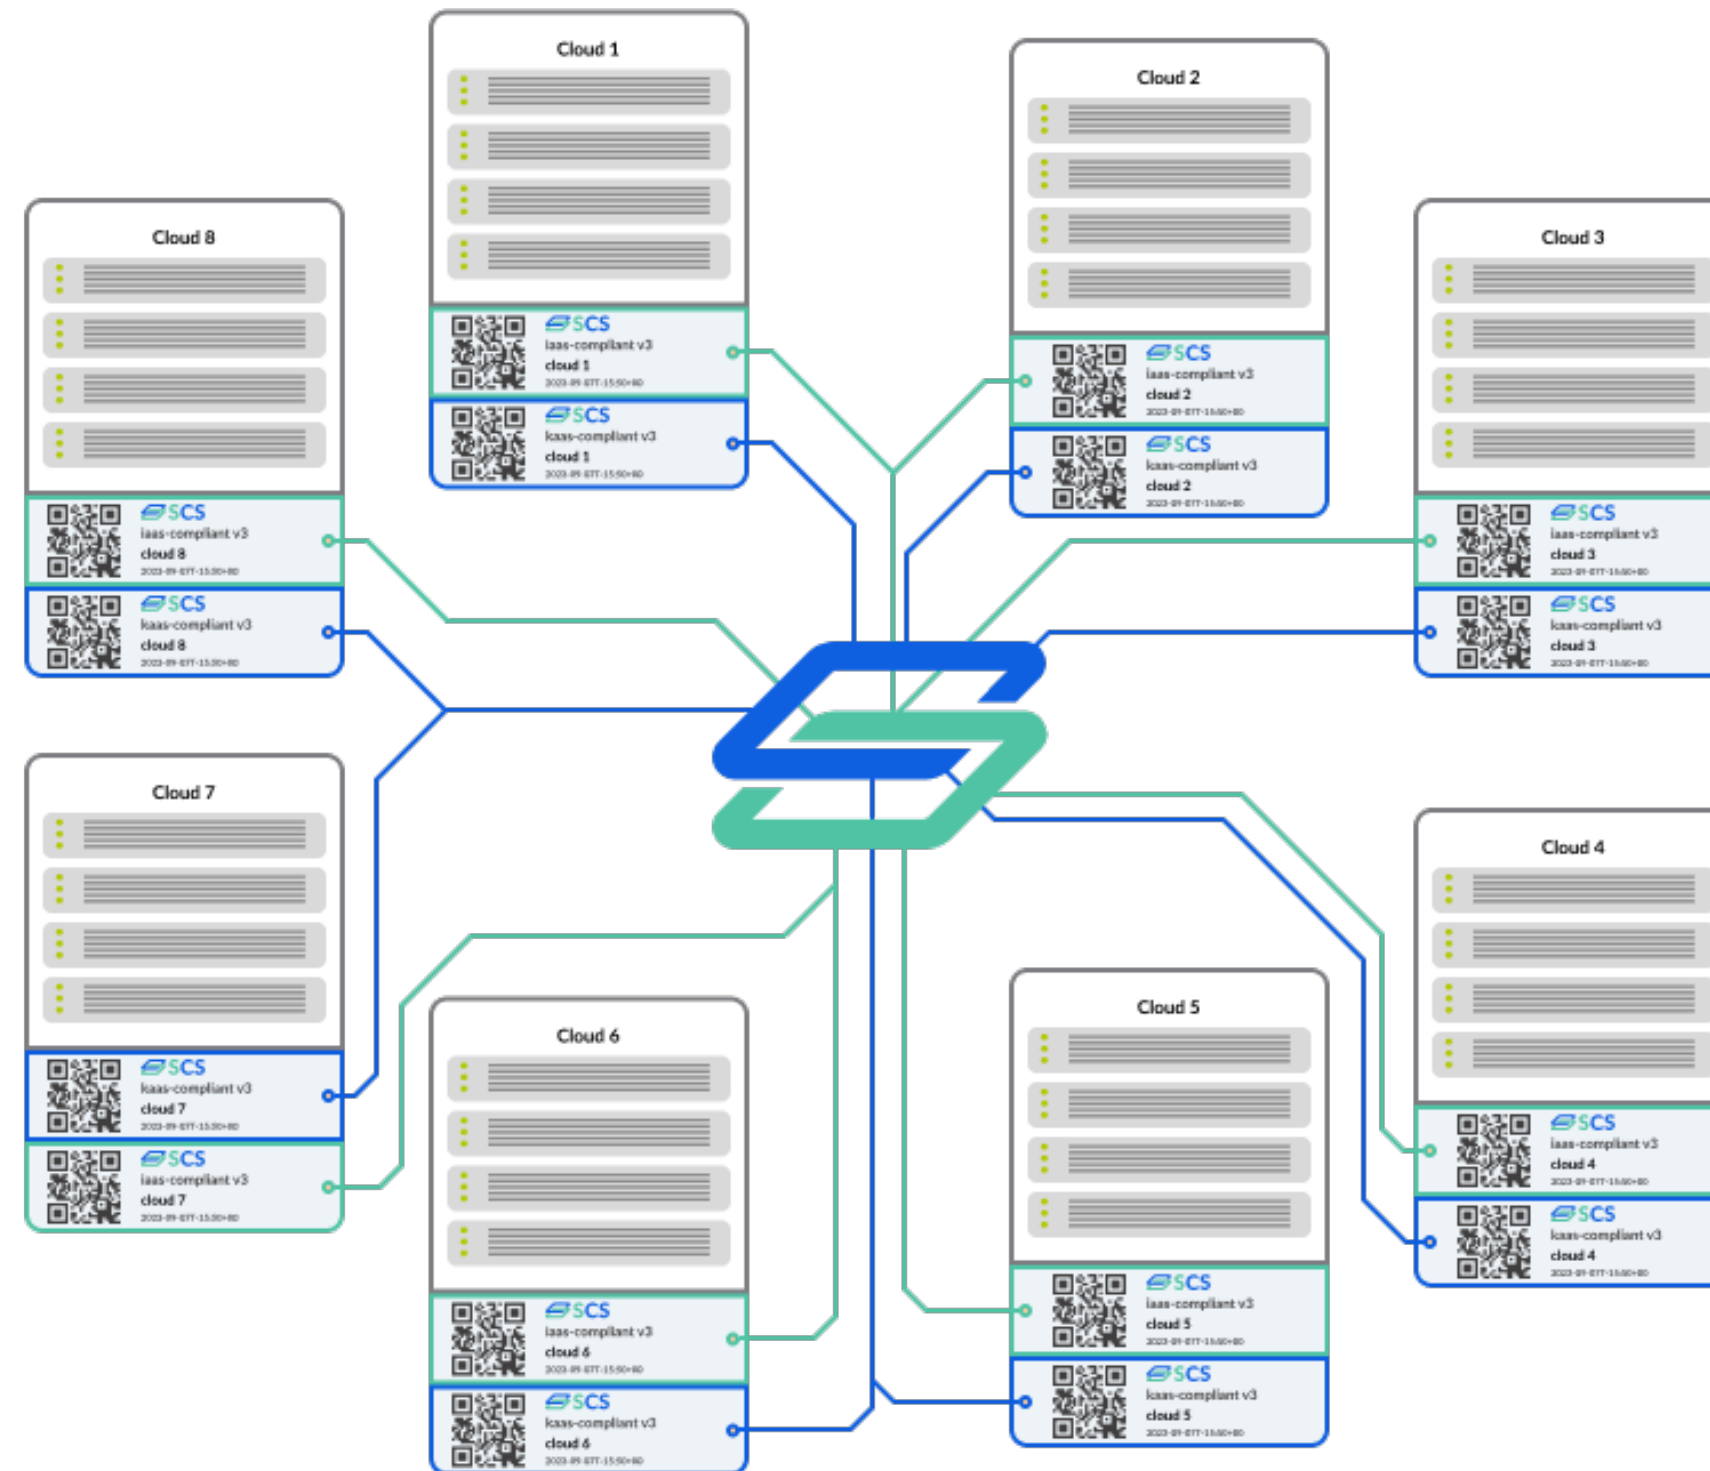 Cloud 1
SCS
iaas-compliant v3
cloud 1
SCS
kaas-compliant v3
cloud 1
Cloud 2
SCS
iaas-compliant v3
cloud 2
SCS
kaas-compliant v3
cloud 2
Cloud 3
SCS
iaas-compliant v3
cloud 3
SCS
kaas-compliant v3
cloud 3
Cloud 8
SCS
iaas-compliant v3
cloud 8
SCS
kaas-compliant v3
cloud 8
Cloud 7
SCS
kaas-compliant v3
cloud 7
SCS
iaas-compliant v3
cloud 7
Cloud 6
SCS
iaas-compliant v3
cloud 6
SCS
kaas-compliant v3
cloud 6
Cloud 5
SCS
iaas-compliant v3
cloud 5
SCS
kaas-compliant v3
cloud 5
Cloud 4
SCS
iaas-compliant v3
cloud 4
SCS
kaas-compliant v3
cloud 4